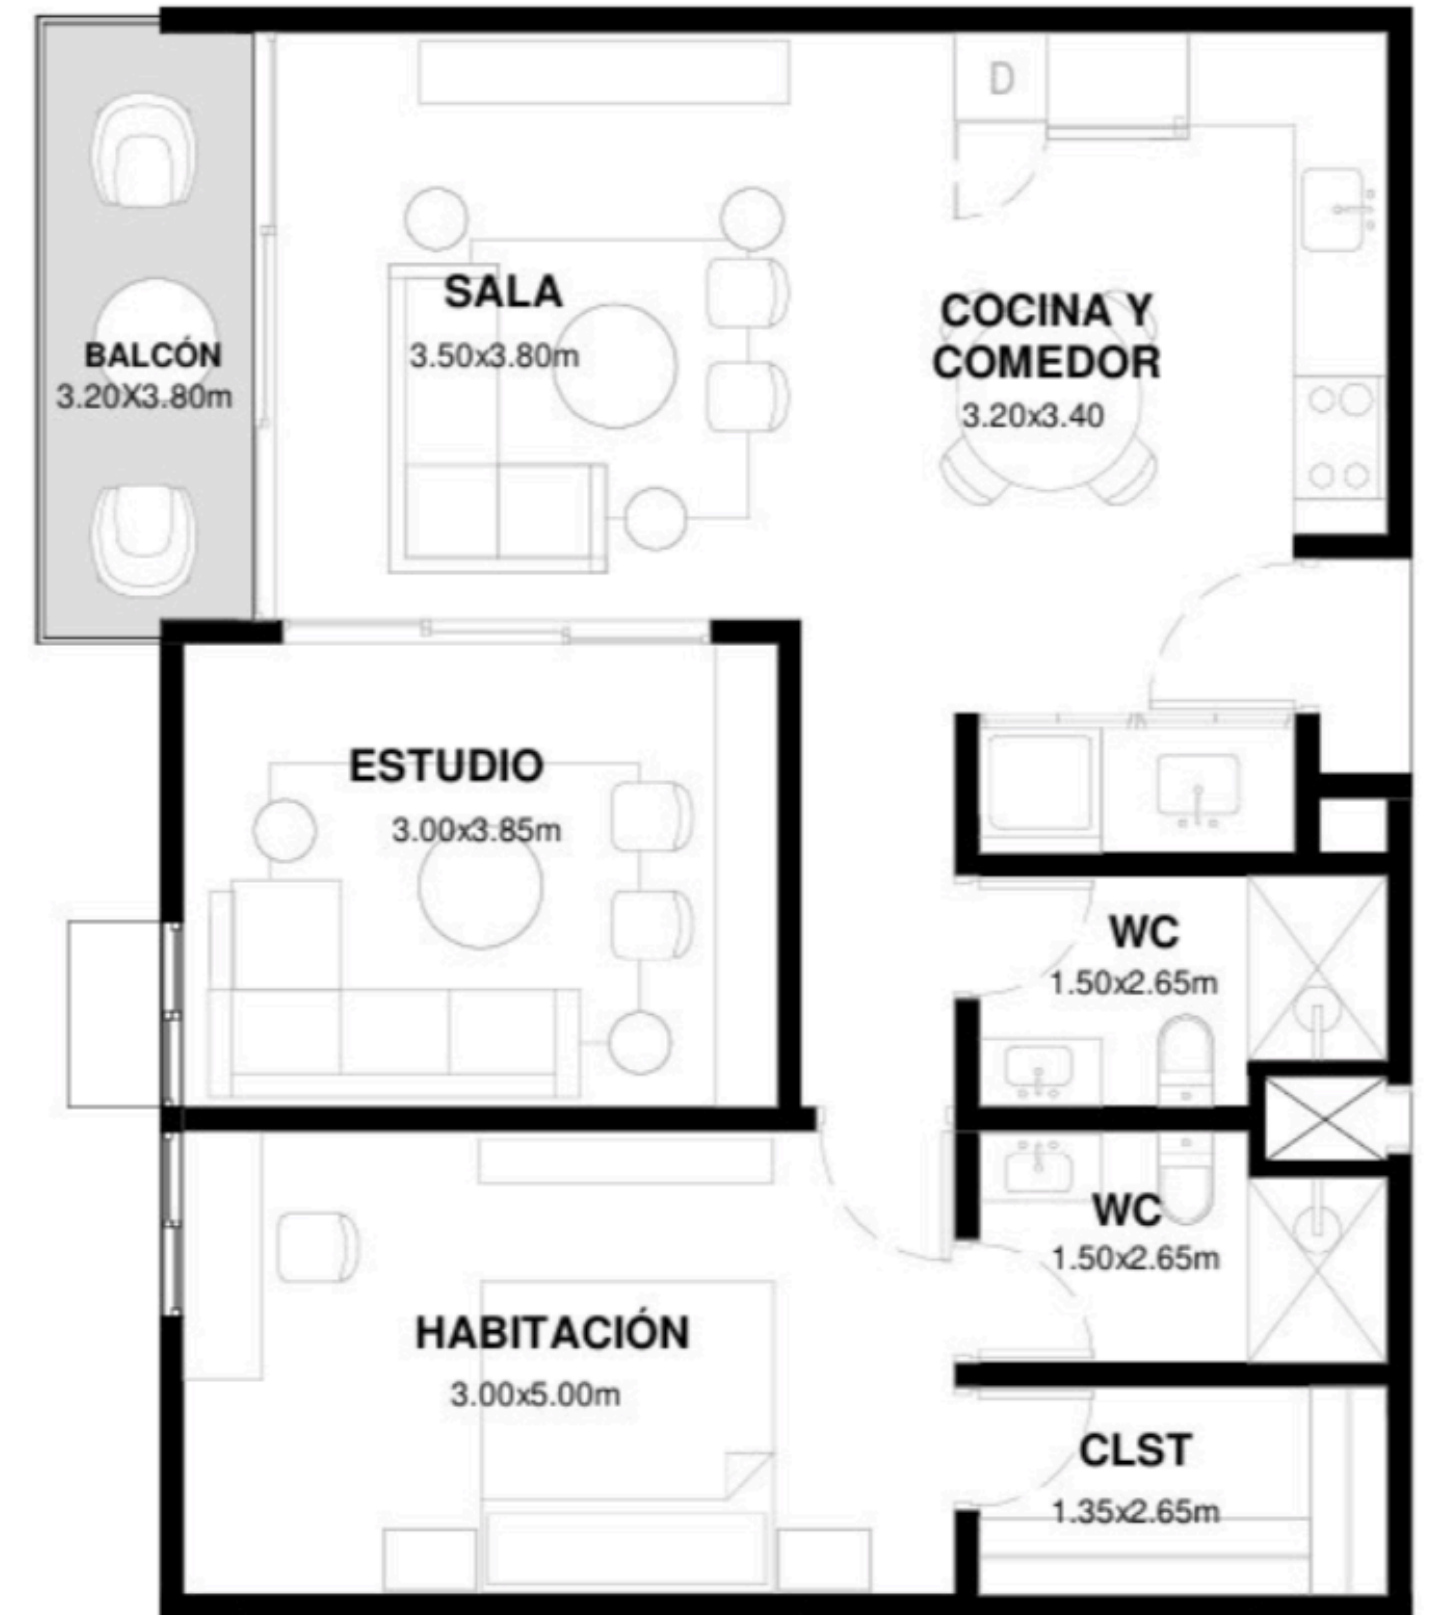 D
SALA
3.50x3.80m
COCINA Y
COMEDOR
3.20x3.40
BALCÓN
3.20X3.80m
ESTUDIO
3.00x3.85m
WC
1.50x2.65m
WC
1.50x2.65m
HABITACIÓN
3.00x5.00m
CLST
1.35x2.65m